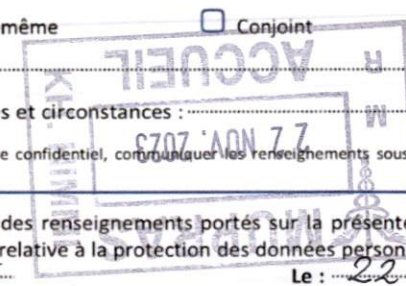 même Conjoint
ACCUEIL
s et circonstances :
22 NOV. 2023
e confidentiel, communiquer les renseignements sous
MUPRAS
des renseignements portés sur la présente
relative à la protection des données person
Le : 22